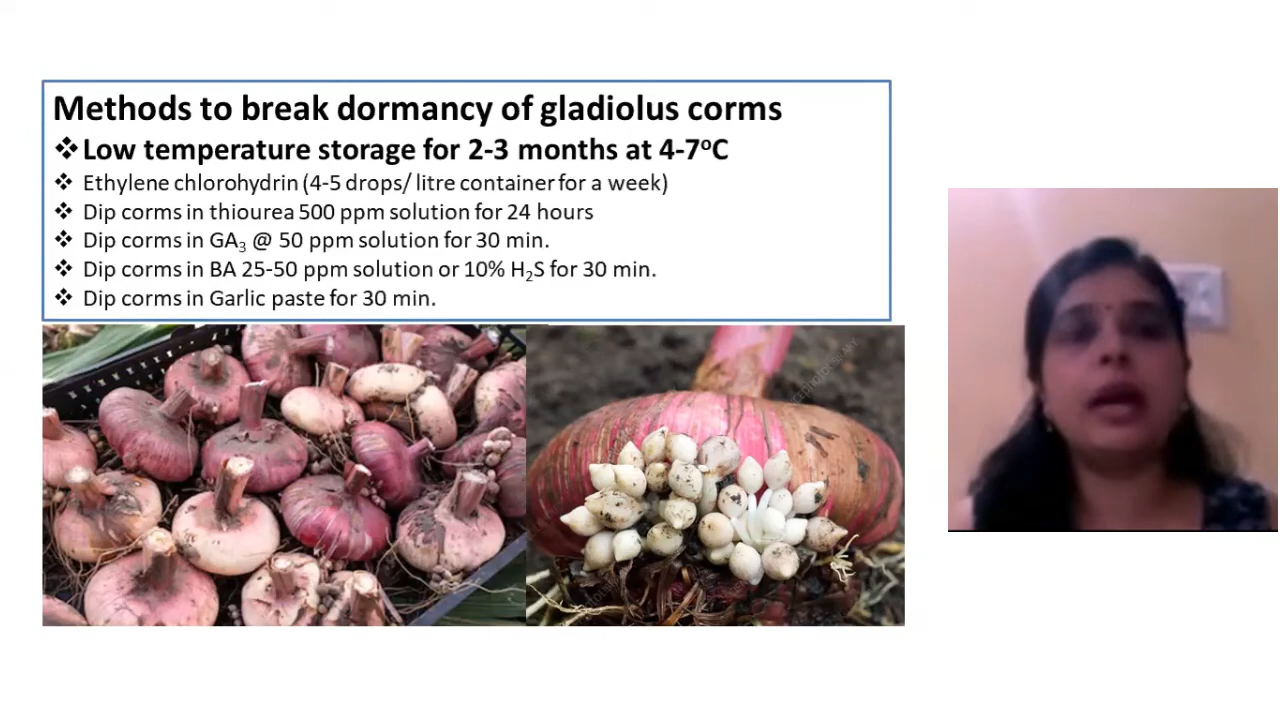 Methods to break dormancy of gladiolus corms
❖Low temperature storage for 2-3 months at 4-7ºC
❖ Ethylene chlorohydrin (4-5 drops/ litre container for a week)
❖ Dip corms in thiourea 500 ppm solution for 24 hours
❖ Dip corms in GA₃ @ 50 ppm solution for 30 min.
❖ Dip corms in BA 25-50 ppm solution or 10% H₂S for 30 min.
❖ Dip corms in Garlic paste for 30 min.